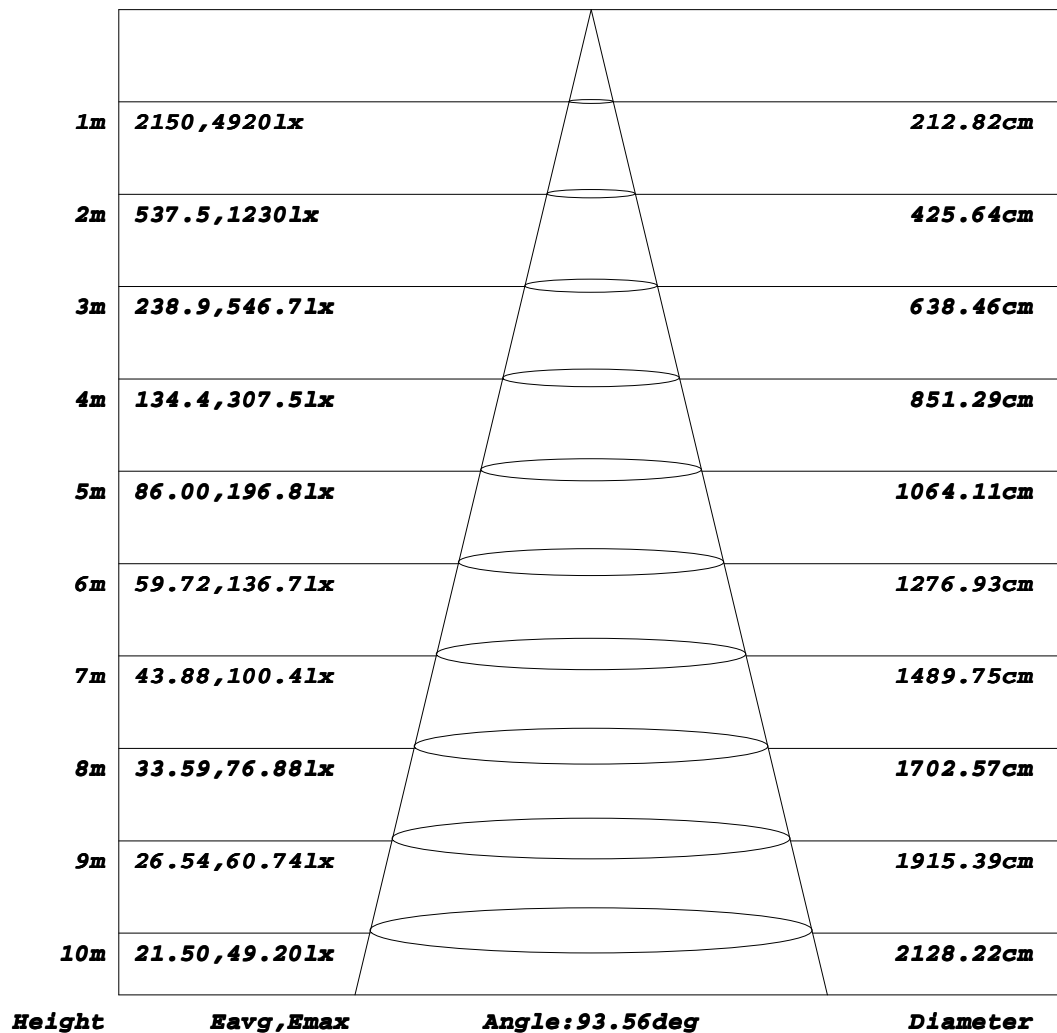 1m 2150,4920lx 212.82cm
2m 537.5,1230lx 425.64cm
3m 238.9,546.7lx 638.46cm
4m 134.4,307.5lx 851.29cm
5m 86.00,196.8lx 1064.11cm
6m 59.72,136.7lx 1276.93cm
7m 43.88,100.4lx 1489.75cm
8m 33.59,76.88lx 1702.57cm
9m 26.54,60.74lx 1915.39cm
10m 21.50,49.20lx 2128.22cm
Height Eavg,Emax Angle:93.56deg Diameter